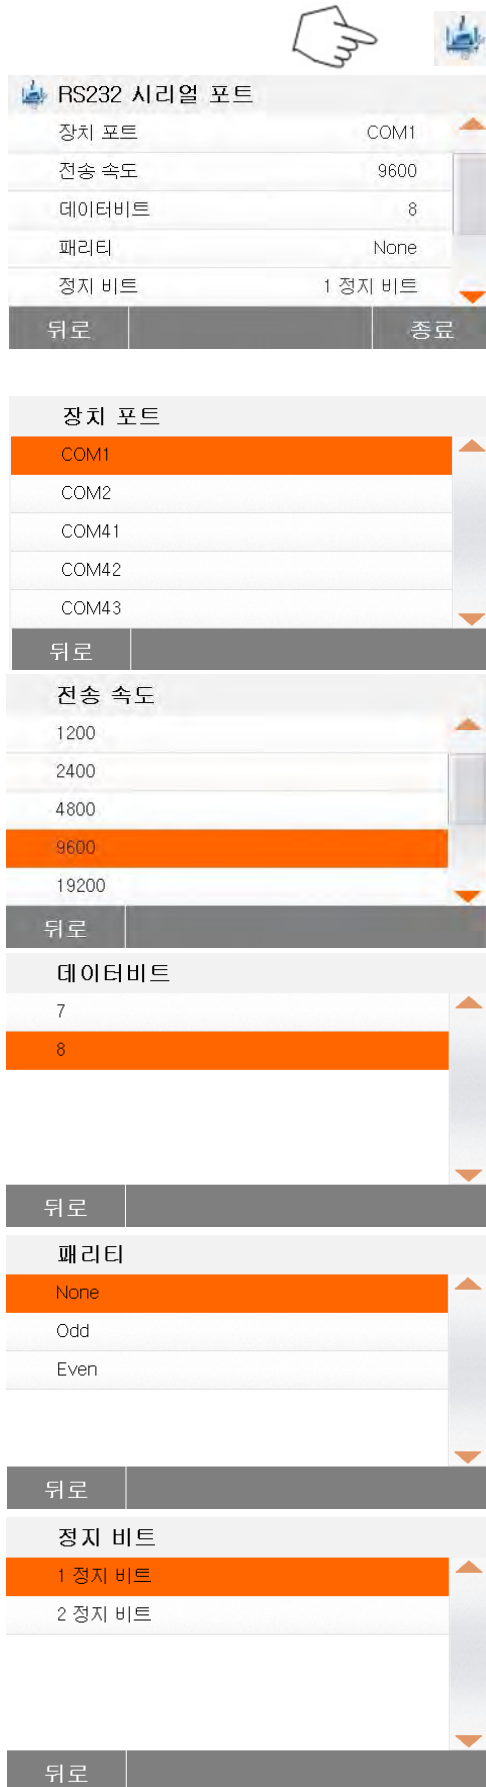 RS232 시리얼 포트
장치 포트 COM1
전송 속도 9600
데이터비트 8
패리티 None
정지 비트 1 정지 비트
뒤로 종료
장치 포트
COM1
COM2
COM41
COM42
COM43
뒤로
전송 속도
1200
2400
4800
9600
19200
뒤로
데이터비트
7
8
뒤로
패리티
None
Odd
Even
뒤로
정지 비트
1 정지 비트
2 정지 비트
뒤로